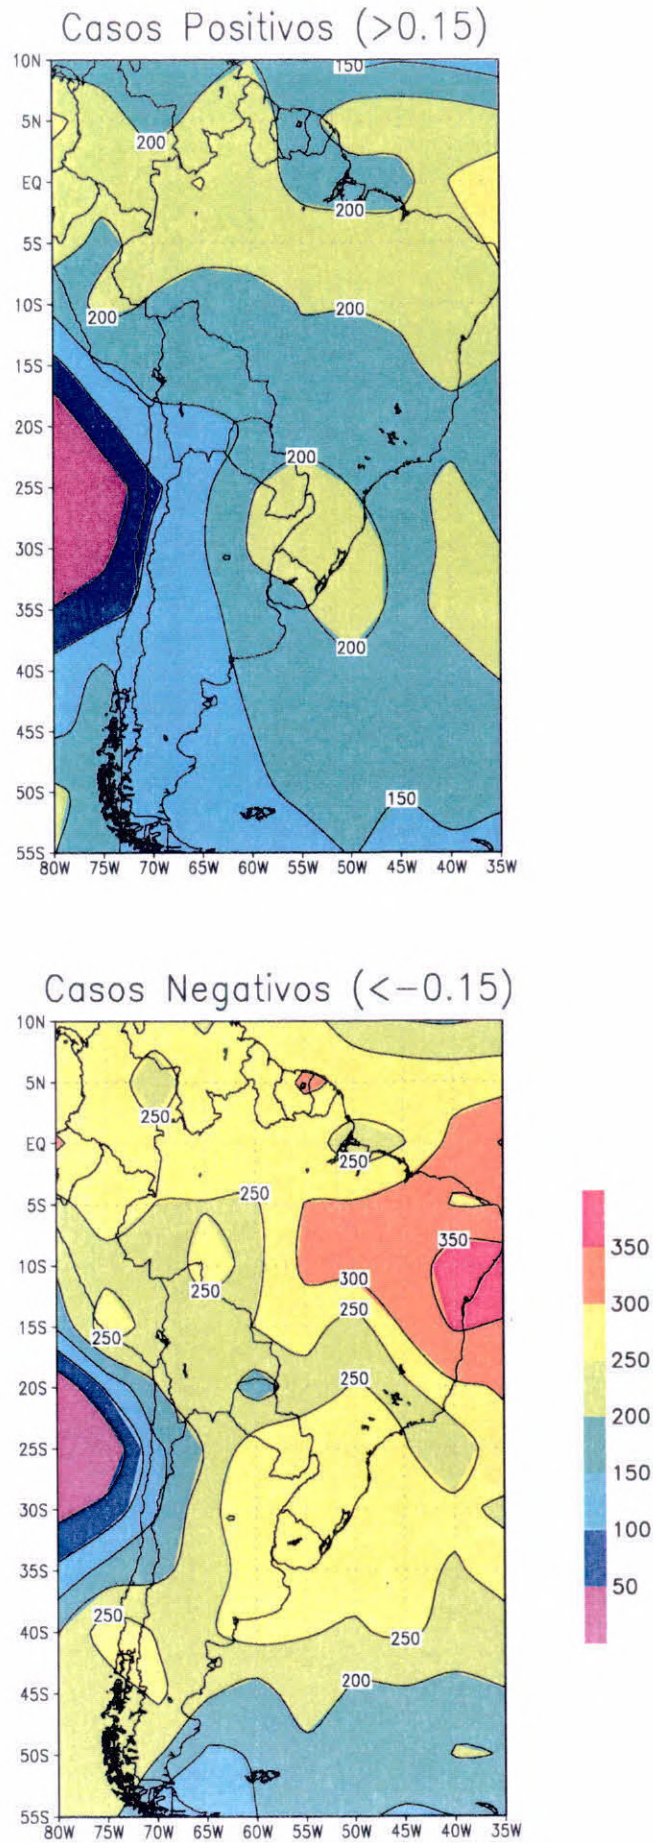 Casos Positivos (>0.15)
10N
5N
EQ
5S
10S
15S
20S
25S
30S
35S
40S
45S
50S
55S
150
200
200
200
200
200
200
150
80W 75W 70W 65W 60W 55W 50W 45W 40W 35W
Casos Negativos (<-0.15)
10N
5N
EQ
5S
10S
15S
20S
25S
30S
35S
40S
45S
50S
55S
250
250
250
350
300
250
250
250
250
250
250
200
80W 75W 70W 65W 60W 55W 50W 45W 40W 35W
350
300
250
200
150
100
50